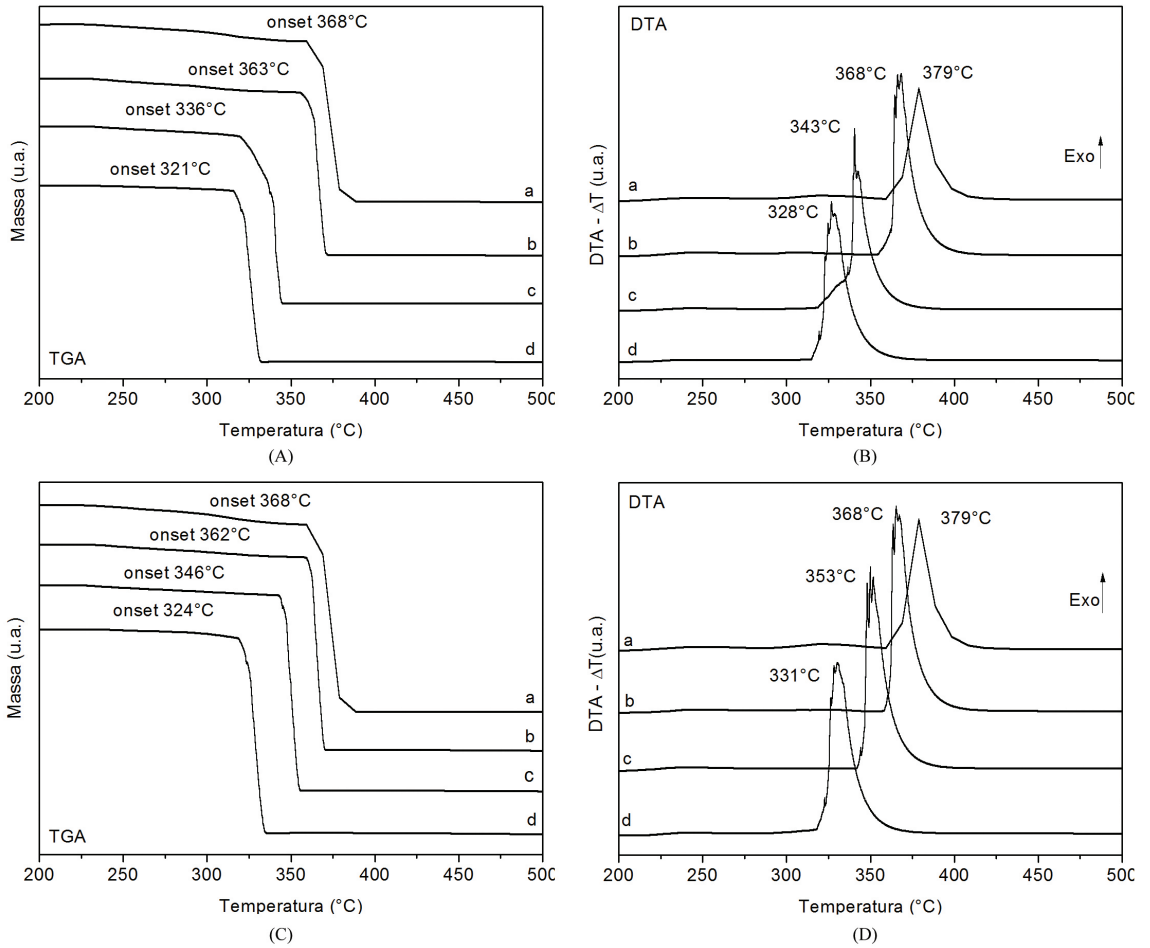 onset 368°C
onset 363°C
onset 336°C
onset 321°C
a
b
c
d
TGA
Massa (u.a.)
200 250 300 350 400 450 500
Temperatura (°C)
(A)
DTA
368°C 379°C
343°C
328°C
Exo
a
b
c
d
DTA - ΔT (u.a.)
200 250 300 350 400 450 500
Temperatura (°C)
(B)
onset 368°C
onset 362°C
onset 346°C
onset 324°C
a
b
c
d
TGA
Massa (u.a.)
200 250 300 350 400 450 500
Temperatura (°C)
(C)
DTA
368°C 379°C
353°C
331°C
Exo
a
b
c
d
DTA - ΔT(u.a.)
200 250 300 350 400 450 500
Temperatura (°C)
(D)